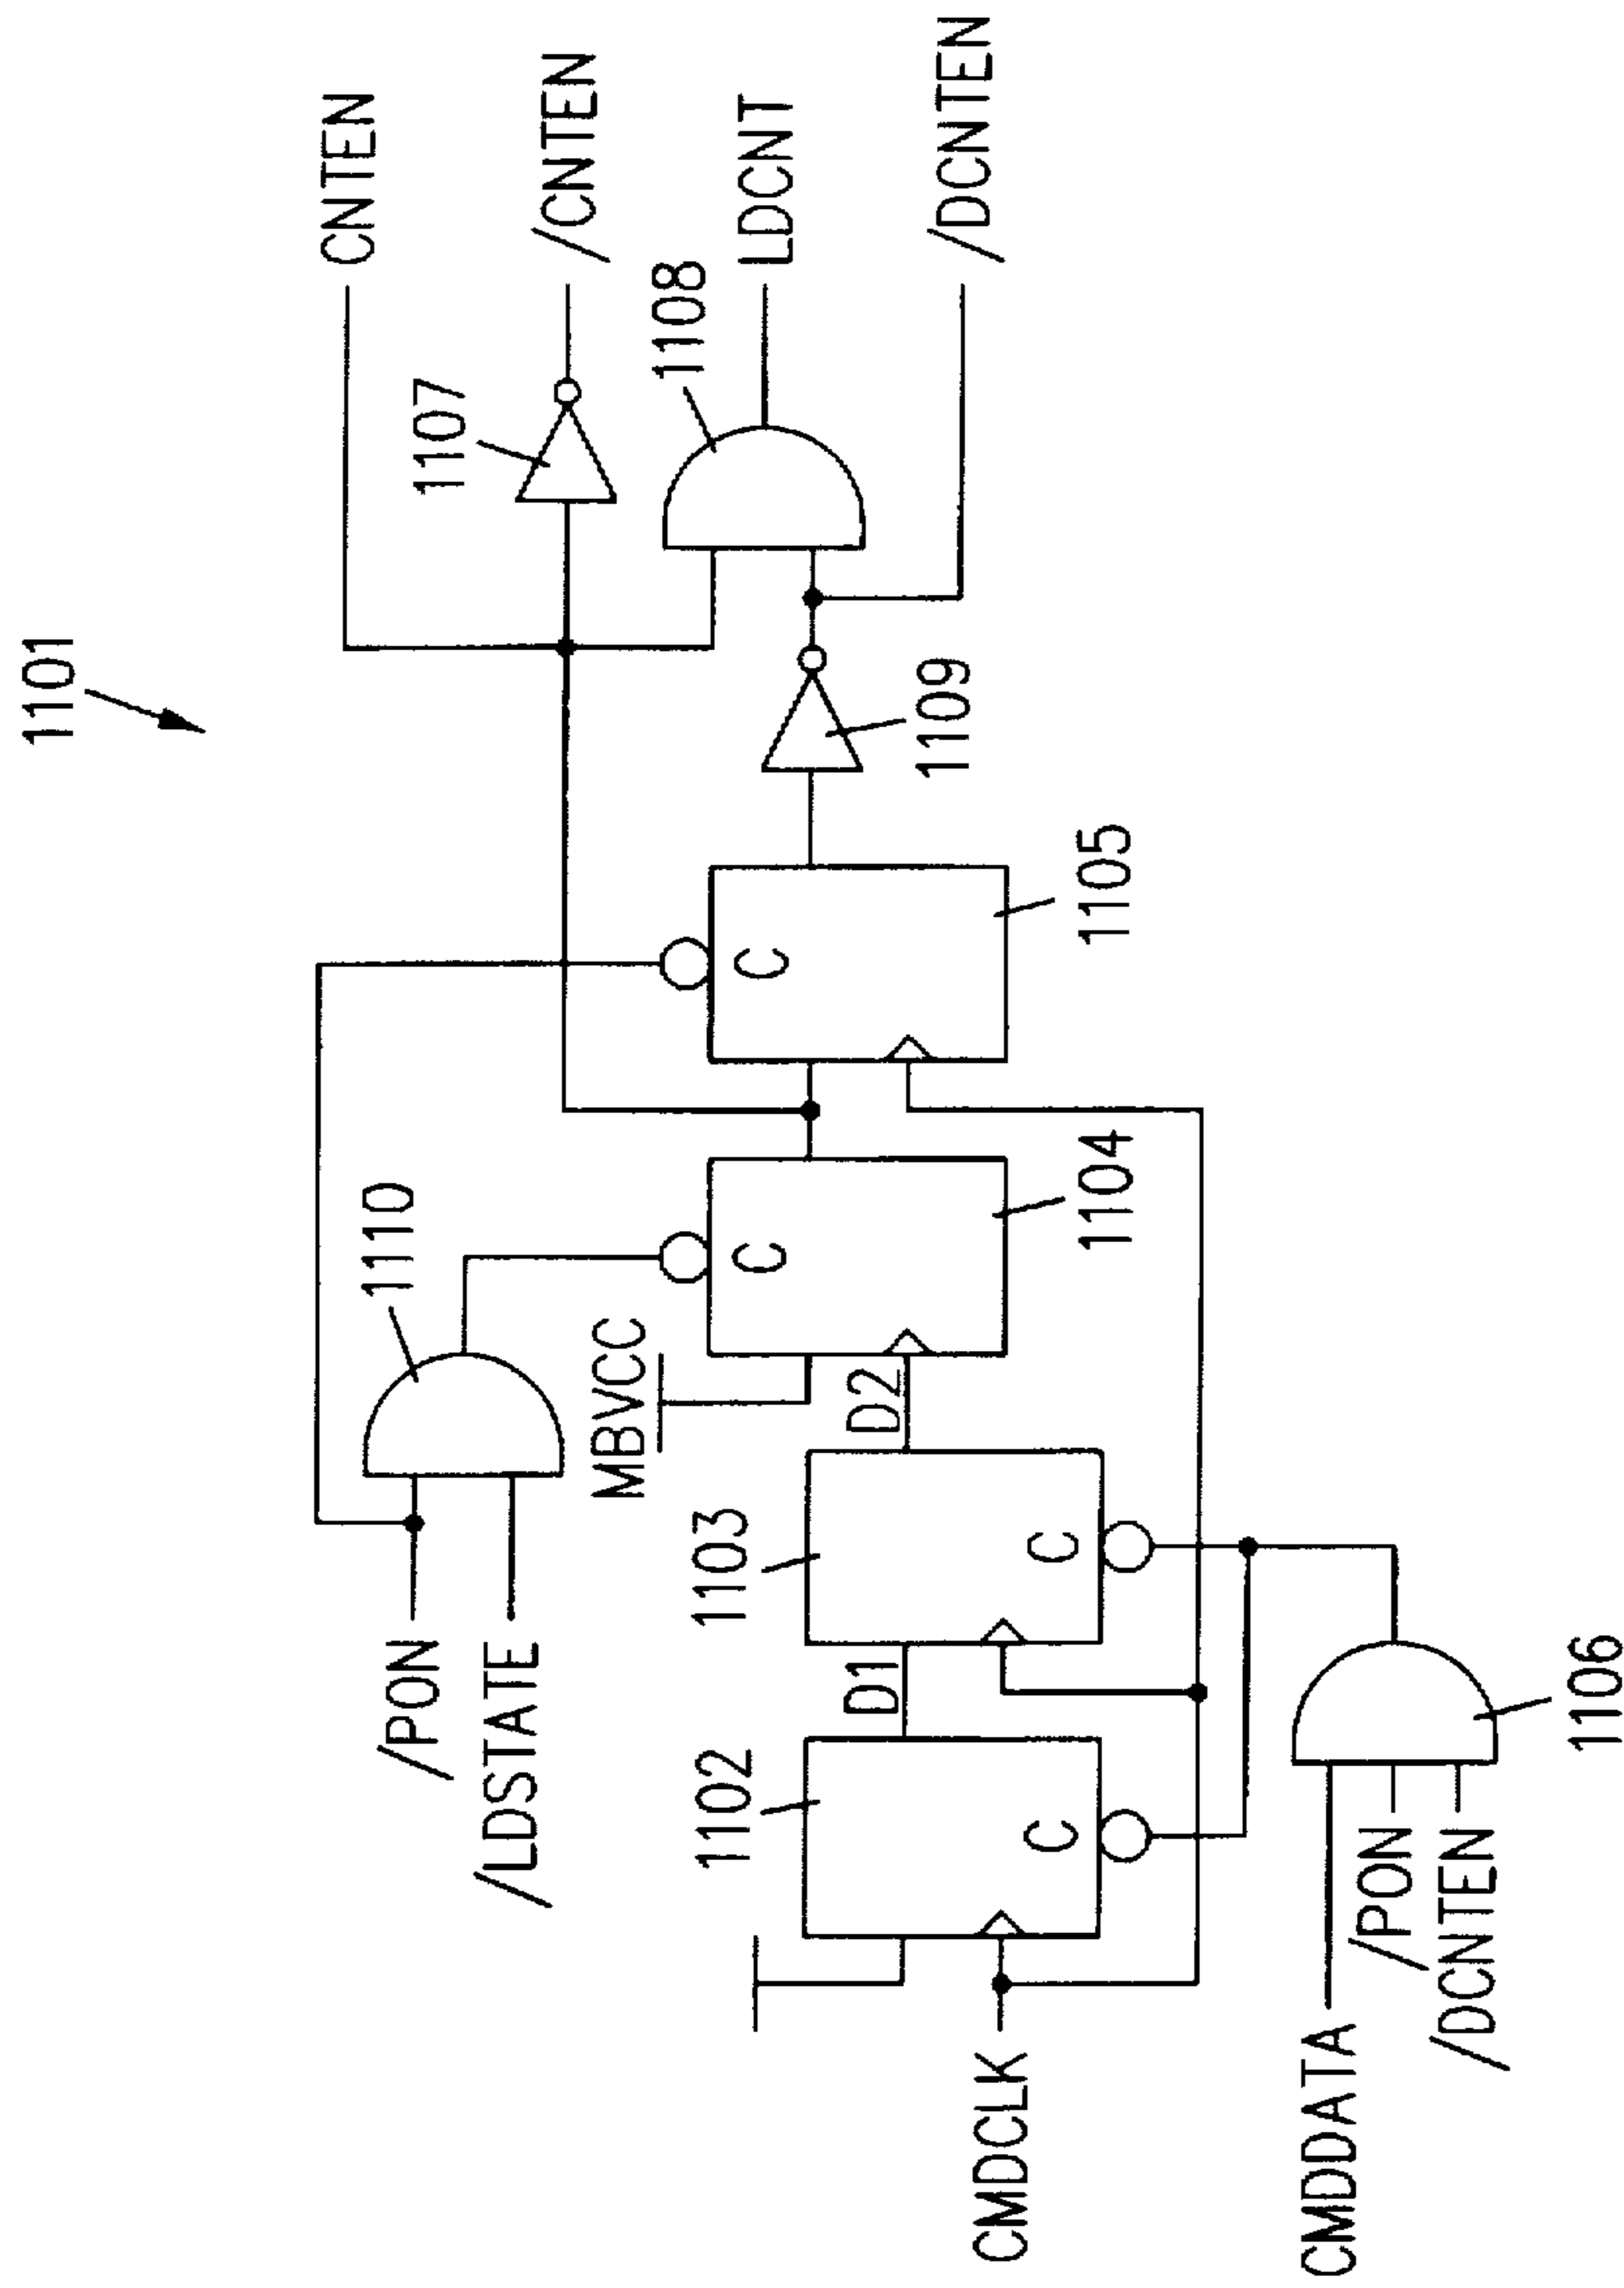 1101
CNTEN
/CNTEN
LDCNT
/DCNTEN
1107
1108
1109
1105
C
1110
C
1104
MBVCC
D2
/PON
/LDSTATE
1103
C
D1
1102
C
1106
CMDCLK
CMDDATA
/PON
/DCNTEN